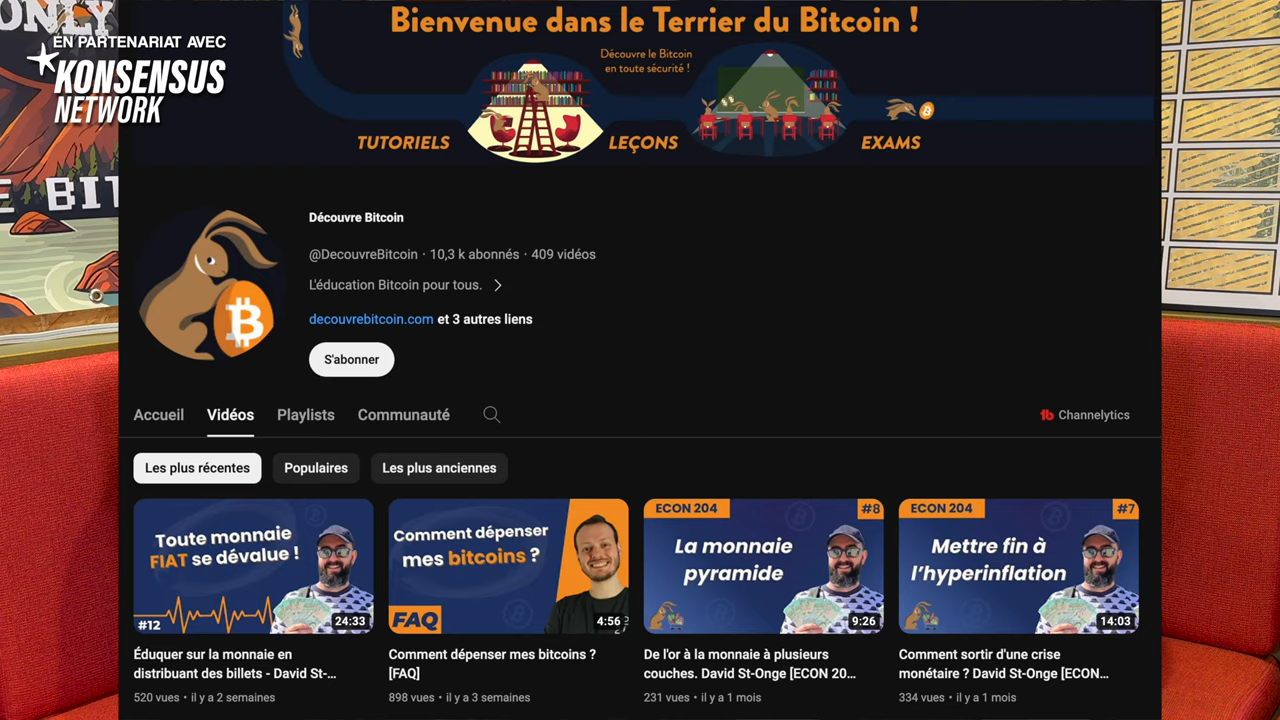 ONLY
EN PARTENARIAT AVEC
KONSENSUS
NETWORK
E BIT
Bienvenue dans le Terrier du Bitcoin !
Découvre le Bitcoin
en toute sécurité !
TUTORIELS
LEÇONS
EXAMS
Découvre Bitcoin
@DecouvreBitcoin · 10,3 k abonnés · 409 vidéos
L'éducation Bitcoin pour tous.
decouvrebitcoin.com et 3 autres liens
S'abonner
Accueil Vidéos Playlists Communauté
Channelytics
Les plus récentes Populaires Les plus anciennes
Toute monnaie
FIAT se dévalue !
#12
24:33
Éduquer sur la monnaie en
distribuant des billets - David St-...
520 vues • il y a 2 semaines
Comment dépenser
mes bitcoins ?
FAQ
4:56
Comment dépenser mes bitcoins ?
[FAQ]
898 vues • il y a 3 semaines
ECON 204
#8
La monnaie
pyramide
9:26
De l'or à la monnaie à plusieurs
couches. David St-Onge [ECON 20...
231 vues • il y a 1 mois
ECON 204
#7
Mettre fin à
l'hyperinflation
14:03
Comment sortir d'une crise
monétaire ? David St-Onge [ECON...
334 vues • il y a 1 mois